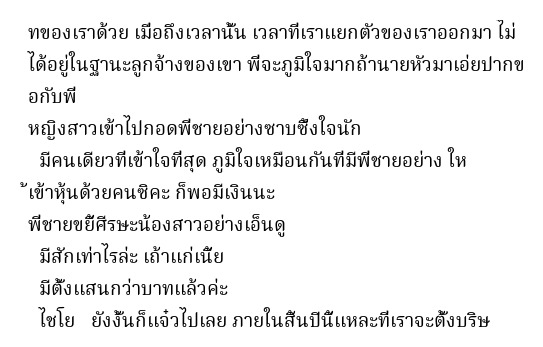 ทของเราด้วย เมื่อถึงเวลานั้น เวลาที่เราแยกตัวของเราออกมา ไม่
ได้อยู่ในฐานะลูกจ้างของเขา พี่จะภูมิใจมากถ้านายหัวมาเอ่ยปากข
อกับพี่
หญิงสาวเข้าไปกอดพี่ชายอย่างซาบซึ้งใจนัก
มีคนเดียวที่เข้าใจที่สุด ภูมิใจเหมือนกันที่มีพี่ชายอย่าง ให
้เข้าหุ้นด้วยคนซิคะ ก็พอมีเงินนะ
พี่ชายขยี้ศีรษะน้องสาวอย่างเอ็นดู
มีสักเท่าไรล่ะ เถ้าแก่เนี้ย
มีตั้งแสนกว่าบาทแล้วค่ะ
ไชโย ยังงั้นก็แจ๋วไปเลย ภายในสิ้นปีนี้แหละที่เราจะตั้งบริษ